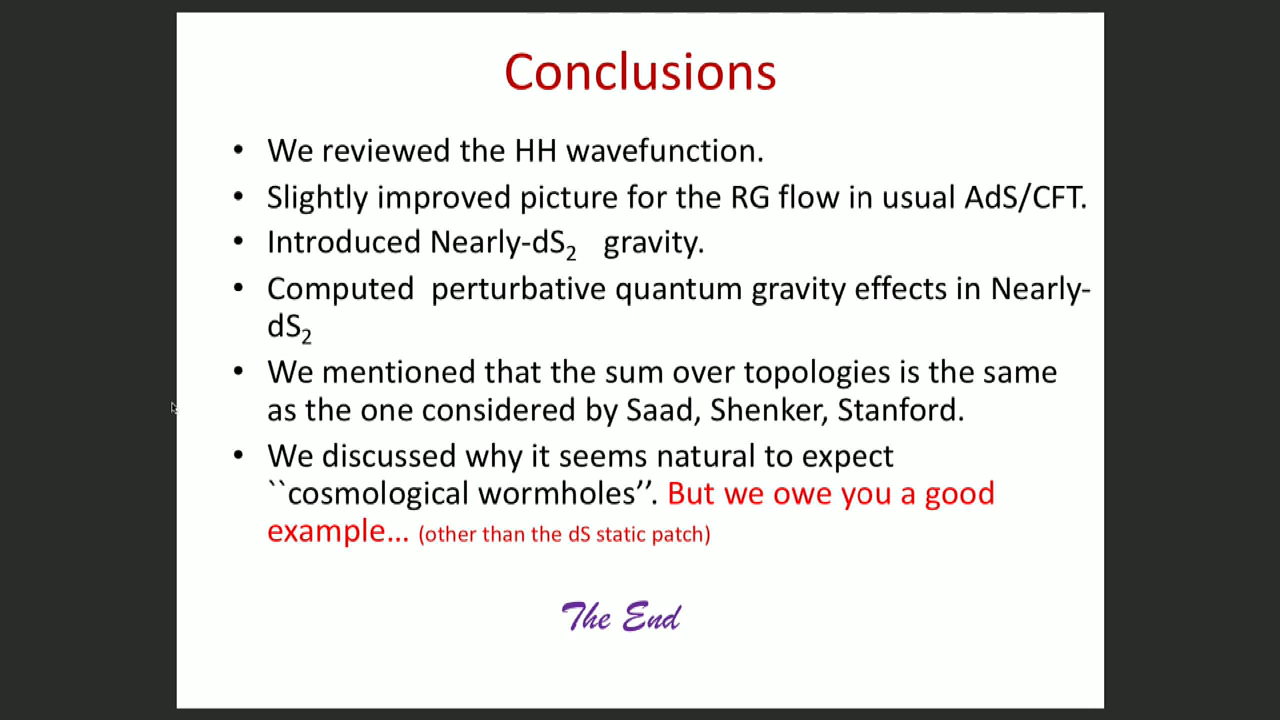 Conclusions
• We reviewed the HH wavefunction.
• Slightly improved picture for the RG flow in usual AdS/CFT.
• Introduced Nearly-dS₂ gravity.
• Computed perturbative quantum gravity effects in Nearly-
dS₂
• We mentioned that the sum over topologies is the same
as the one considered by Saad, Shenker, Stanford.
• We discussed why it seems natural to expect
``cosmological wormholes’’. But we owe you a good
example... (other than the dS static patch)
The End